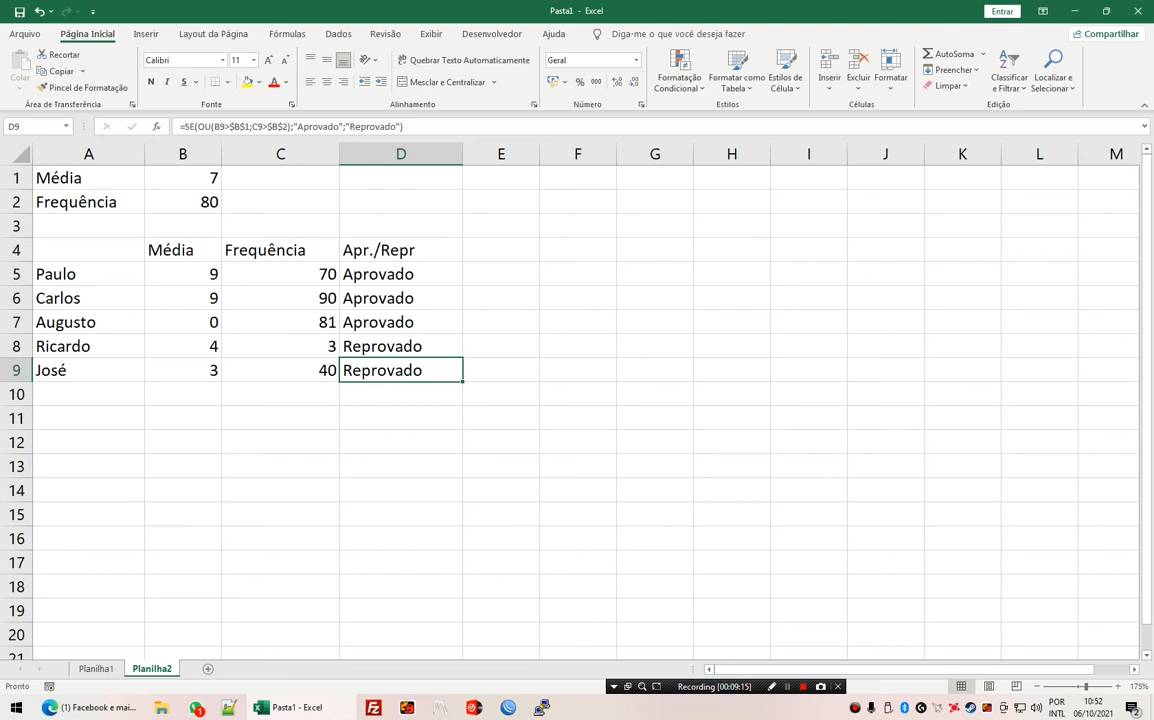 Pasta1 - Excel
Entrar
Arquivo Página Inicial Inserir Layout da Página Fórmulas Dados Revisão Exibir Desenvolvedor Ajuda Diga-me o que você deseja fazer Compartilhar
Colar
Recortar
Copiar
Pincel de Formatação
Área de Transferência
Calibri 11
N I S
Fonte
Quebrar Texto Automaticamente
Mesclar e Centralizar
Alinhamento
Geral
% 000
Número
Formatação Condicional
Formatar como Tabela
Estilos de Célula
Estilos
Inserir Excluir Formatar
Células
AutoSoma
Preencher
Limpar
Classificar e Filtrar
Localizar e Selecionar
Edição
D9 fx =SE(OU(B9>$B$1;C9>$B$2);"Aprovado";"Reprovado")
A B C D E F G H I J K L M
1 Média 7
2 Frequência 80
3
4 Média Frequência Apr./Repr
5 Paulo 9 70 Aprovado
6 Carlos 9 90 Aprovado
7 Augusto 0 81 Aprovado
8 Ricardo 4 3 Reprovado
9 José 3 40 Reprovado
10
11
12
13
14
15
16
17
18
19
20
21
Planilha1 Planilha2
Pronto
Recording [00:09:15]
175%
(1) Facebook e mai...
Pasta1 - Excel
POR
INTL
10:52
06/10/2021
2